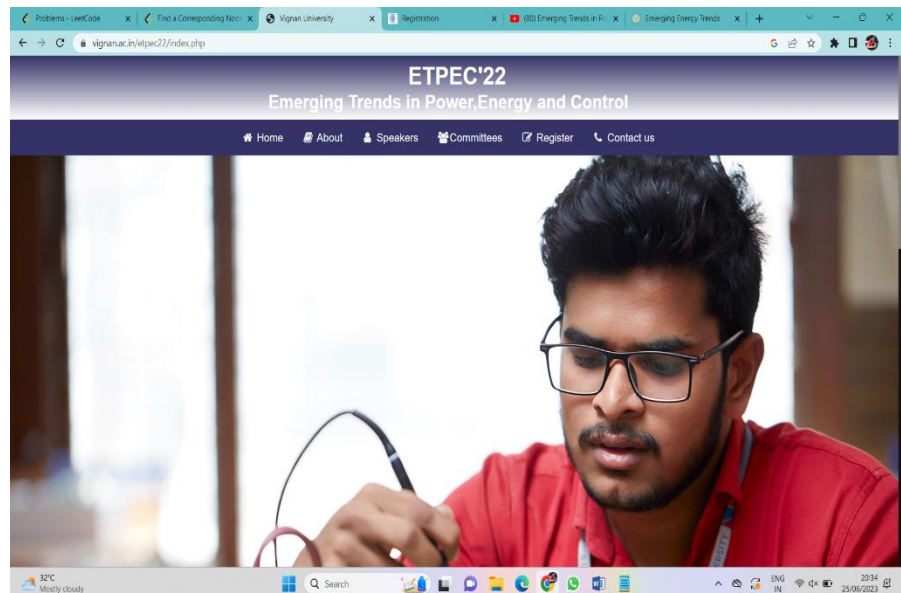 Problems - LeetCode
Find a Corresponding Nod
Vignan University
Registration
(80) Emerging Trends in Po
Emerging Energy Trends
vignan.ac.in/etpec22/index.php
ETPEC'22
Emerging Trends in Power,Energy and Control
Home About Speakers Committees Register Contact us
32°C
Mostly cloudy
Search
ENG
IN
20:34
25/05/2023